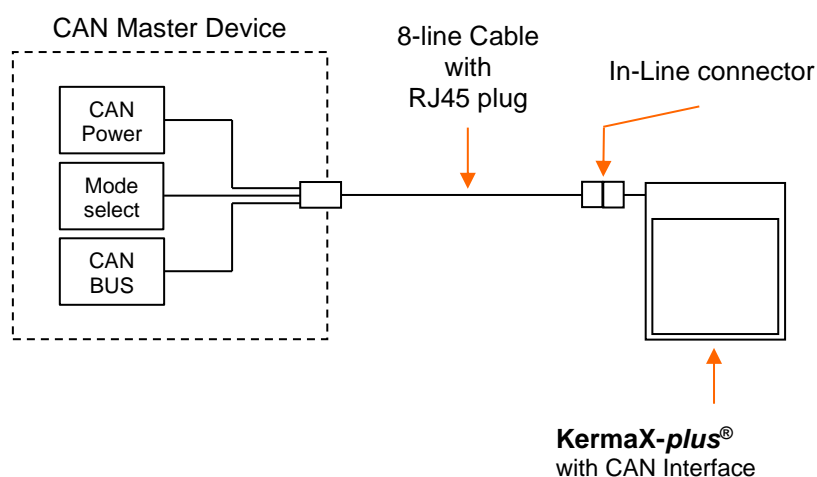 CAN Master Device
8-line Cable
with
RJ45 plug
In-Line connector
CAN
Power
Mode
select
CAN
BUS
KermaX-plus®
with CAN Interface